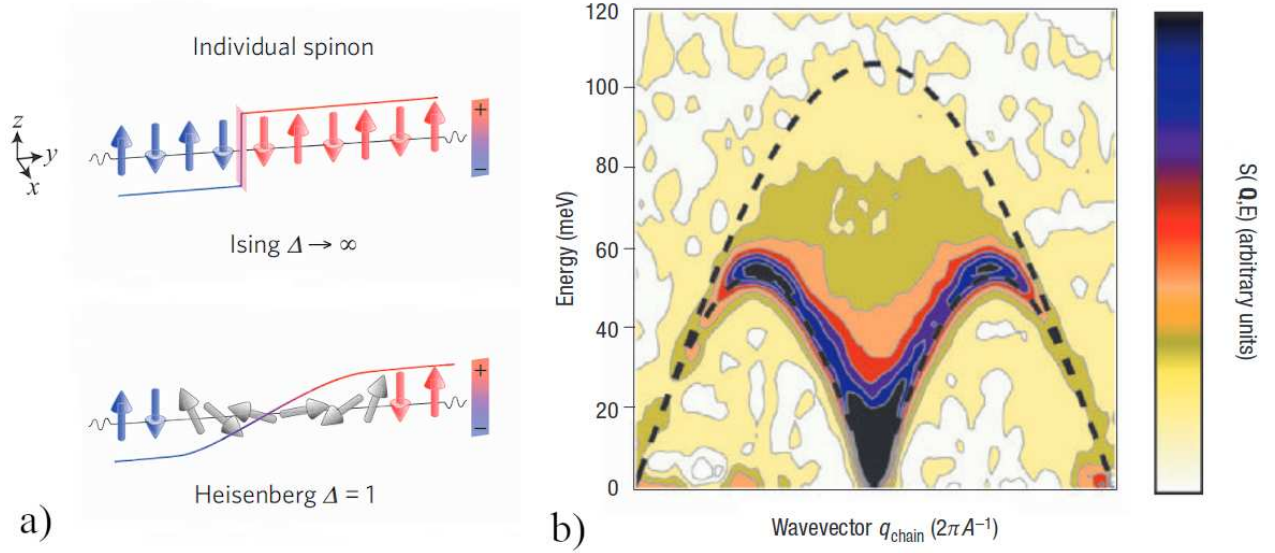 Individual spinon
z
y
x
+
−
Ising Δ → ∞
+
−
Heisenberg Δ = 1
a)
120
100
80
60
40
20
0
Energy (meV)
Wavevector q_chain (2π A⁻¹)
S( Q,E) (arbitrary units)
b)